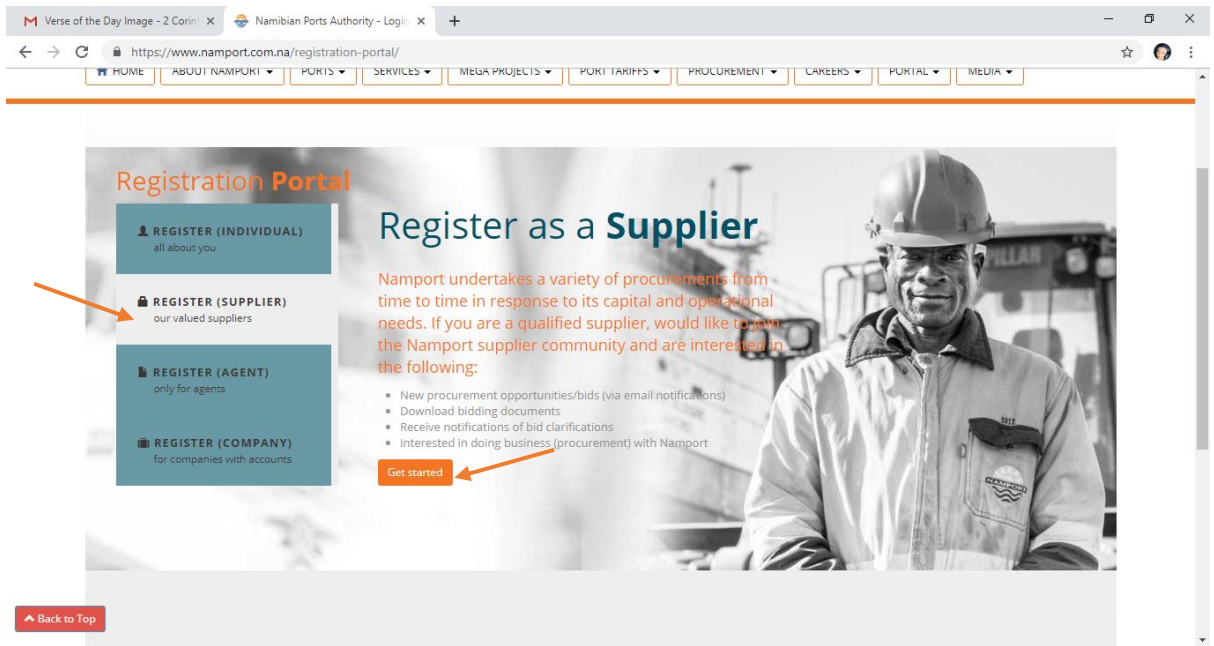 Verse of the Day Image - 2 Corin
Namibian Ports Authority - Login
https://www.namport.com.na/registration-portal/
HOME
ABOUT NAMPORT
PORTS
SERVICES
MEGA PROJECTS
PORT TARIFFS
PROCUREMENT
CAREERS
PORTAL
MEDIA
Registration Portal
REGISTER (INDIVIDUAL)
all about you
REGISTER (SUPPLIER)
our valued suppliers
REGISTER (AGENT)
only for agents
REGISTER (COMPANY)
for companies with accounts
Register as a Supplier
Namport undertakes a variety of procurements from
time to time in response to its capital and operational
needs. If you are a qualified supplier, would like to join
the Namport supplier community and are interested in
the following:
New procurement opportunities/bids (via email notifications)
Download bidding documents
Receive notifications of bid clarifications
Interested in doing business (procurement) with Namport
Get started
PILLAR
2012
NAMPORT
Back to Top